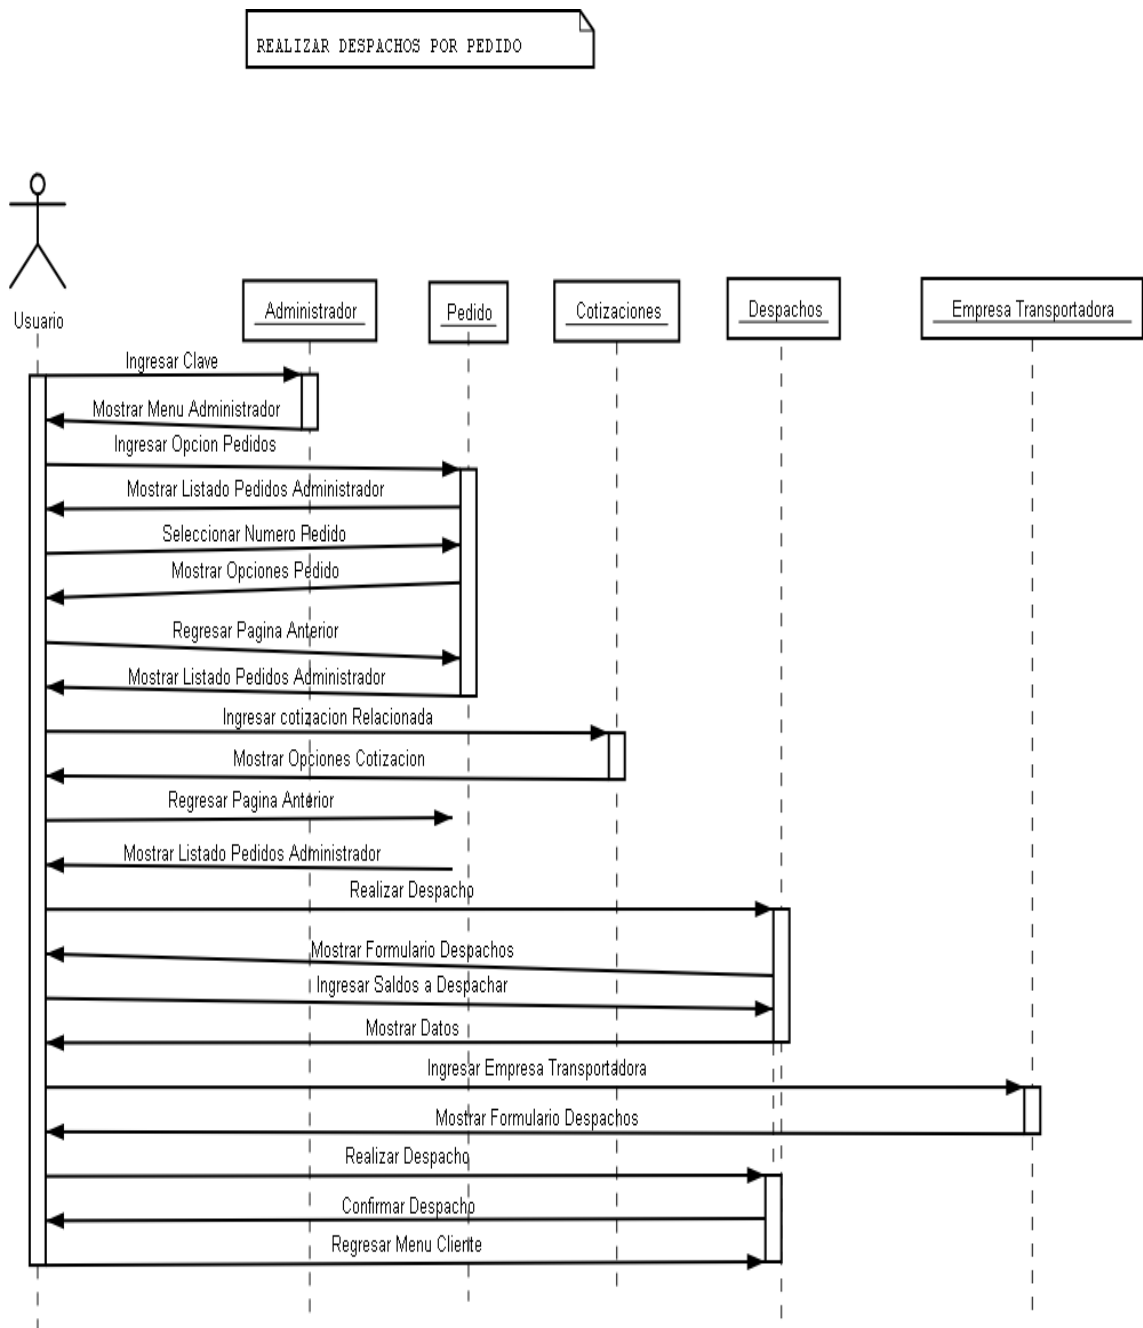 REALIZAR DESPACHOS POR PEDIDO
Usuario
Administrador
Pedido
Cotizaciones
Despachos
Empresa Transportadora
Ingresar Clave
Mostrar Menu Administrador
Ingresar Opcion Pedidos
Mostrar Listado Pedidos Administrador
Seleccionar Numero Pedido
Mostrar Opciones Pedido
Regresar Pagina Anterior
Mostrar Listado Pedidos Administrador
Ingresar cotizacion Relacionada
Mostrar Opciones Cotizacion
Regresar Pagina Anterior
Mostrar Listado Pedidos Administrador
Realizar Despacho
Mostrar Formulario Despachos
Ingresar Saldos a Despachar
Mostrar Datos
Ingresar Empresa Transportadora
Mostrar Formulario Despachos
Realizar Despacho
Confirmar Despacho
Regresar Menu Cliente